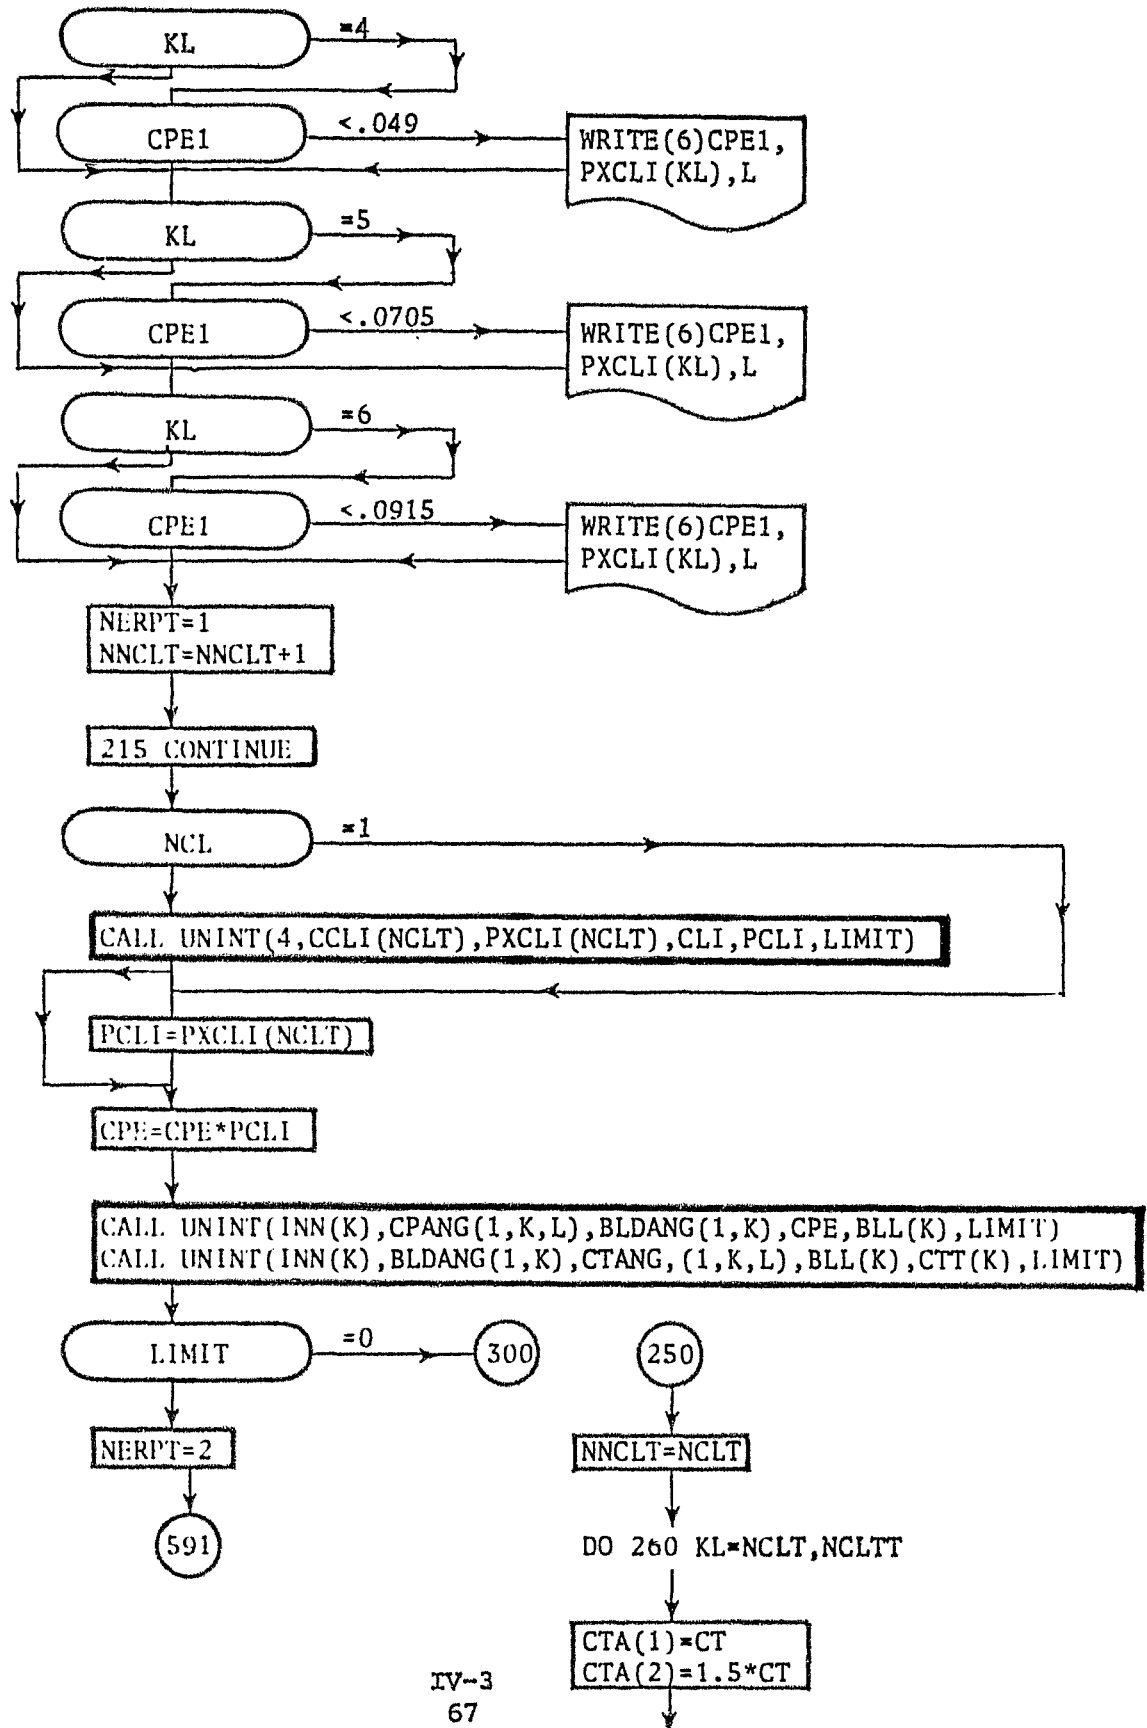 KL
=4
CPE1
<.049
WRITE(6)CPE1,
PXCLI(KL),L
KL
=5
CPE1
<.0705
WRITE(6)CPE1,
PXCLI(KL),L
KL
=6
CPE1
<.0915
WRITE(6)CPE1,
PXCLI(KL),L
NERPT=1
NNCLT=NNCLT+1
215 CONTINUE
NCL
=1
CALL UNINT(4,CCLI(NCLT),PXCLI(NCLT),CLI,PCLI,LIMIT)
PCLI=PXCLI(NCLT)
CPE=CPE*PCLI
CALL UNINT(INN(K),CPANG(1,K,L),BLDANG(1,K),CPE,BLL(K),LIMIT)
CALL UNINT(INN(K),BLDANG(1,K),CTANG,(1,K,L),BLL(K),CTT(K),LIMIT)
LIMIT
=0
300
NERPT=2
591
250
NNCLT=NCLT
DO 260 KL=NCLT,NCLTT
CTA(1)=CT
CTA(2)=1.5*CT
IV-3
67